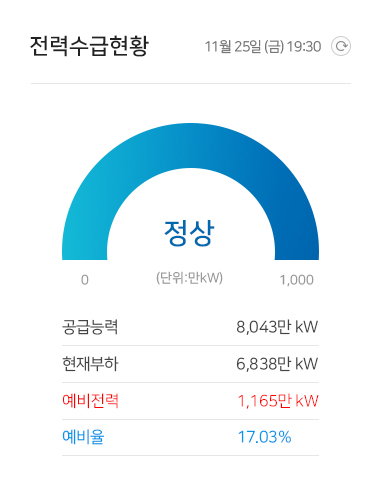 전력수급현황 11월 25일 (금) 19:30
정상
0 (단위:만kW) 1,000
공급능력 8,043만 kW
현재부하 6,838만 kW
예비전력 1,165만 kW
예비율 17.03%